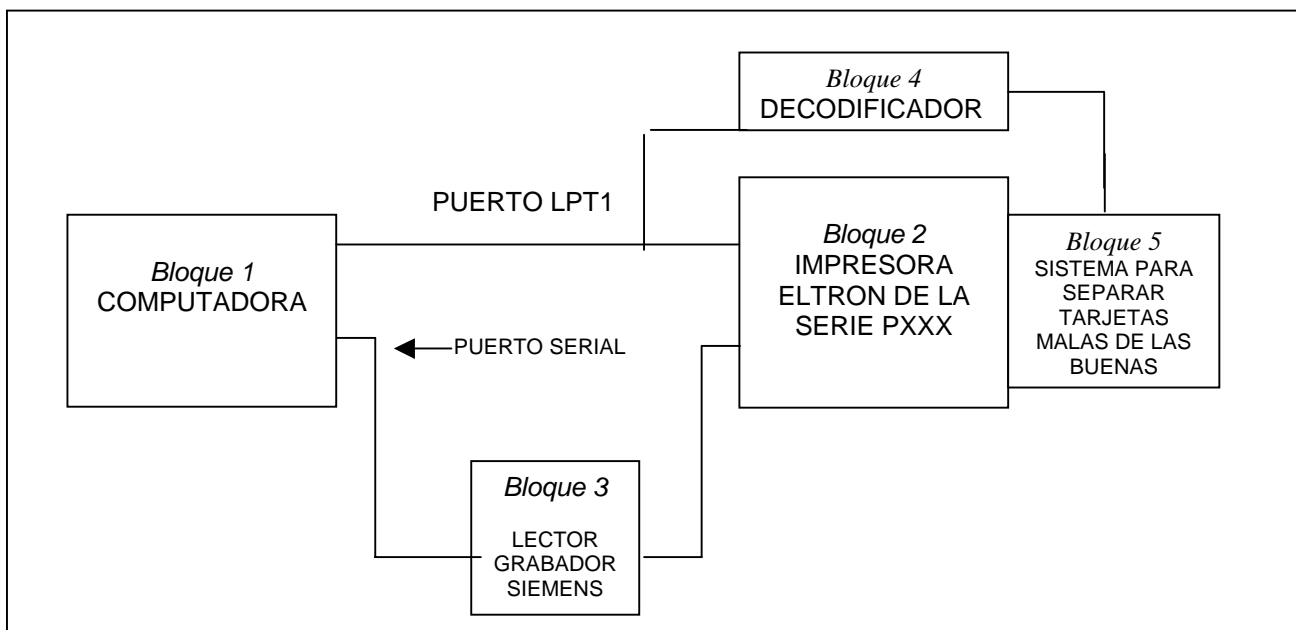 Bloque 4
DECODIFICADOR
PUERTO LPT1
Bloque 1
COMPUTADORA
Bloque 2
IMPRESORA
ELTRON DE LA
SERIE PXXX
Bloque 5
SISTEMA PARA
SEPARAR
TARJETAS
MALAS DE LAS
BUENAS
PUERTO SERIAL
Bloque 3
LECTOR
GRABADOR
SIEMENS